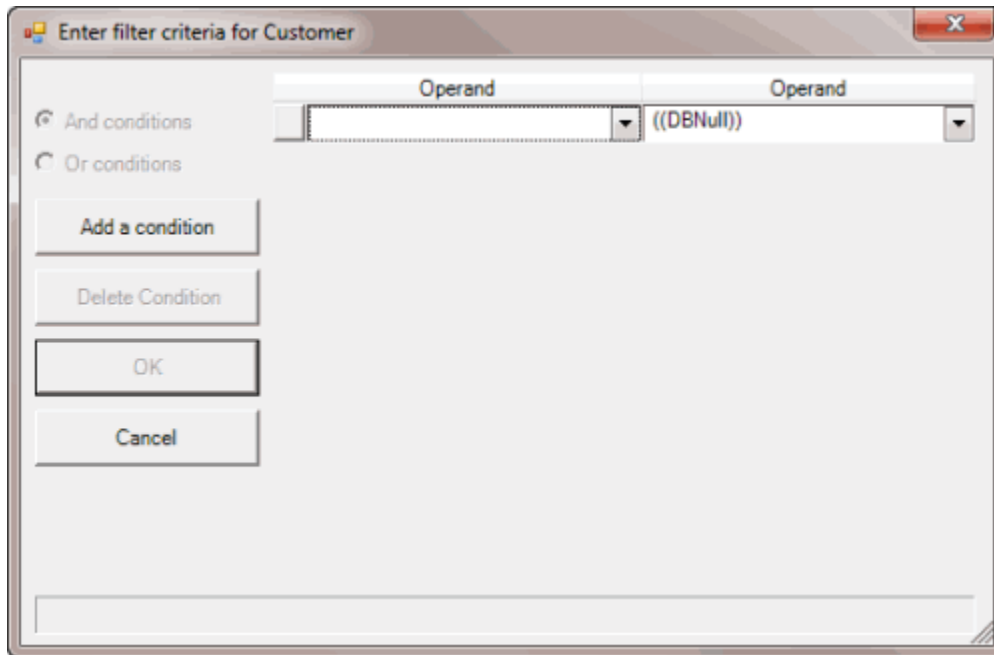 Enter filter criteria for Customer
Operand Operand
And conditions ((DBNull))
Or conditions
Add a condition
Delete Condition
OK
Cancel